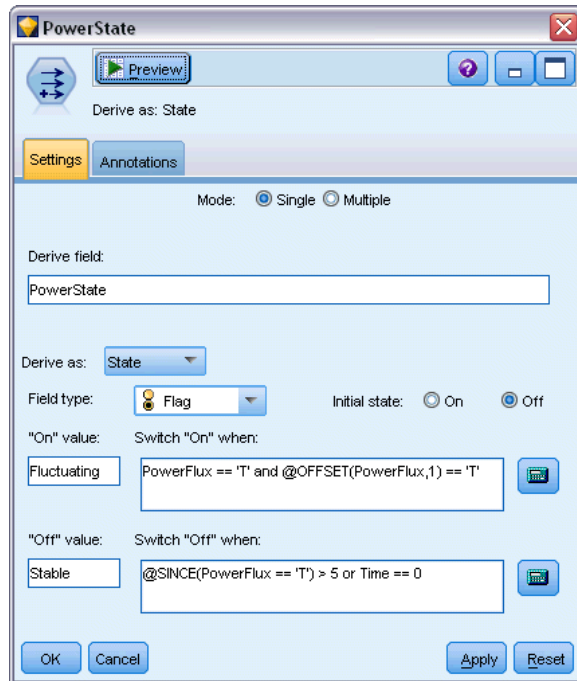 PowerState
Preview
Derive as: State
Settings Annotations
Mode: Single Multiple
Derive field:
PowerState
Derive as: State
Field type: Flag Initial state: On Off
"On" value: Switch "On" when:
Fluctuating PowerFlux == 'T' and @OFFSET(PowerFlux,1) == 'T'
"Off" value: Switch "Off" when:
Stable @SINCE(PowerFlux == 'T') > 5 or Time == 0
OK Cancel Apply Reset